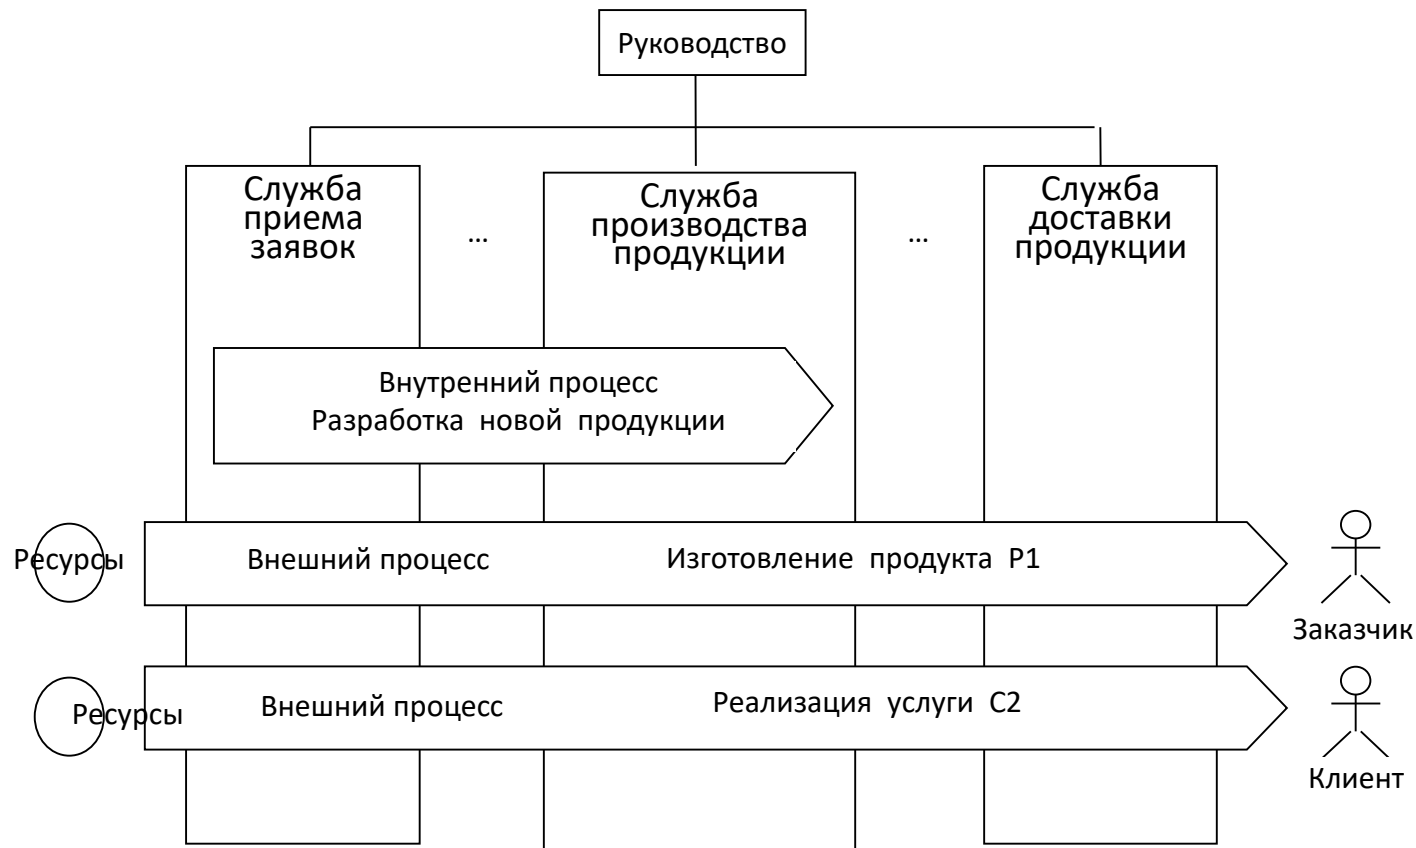 Руководство
Служба
приема
заявок
...
Служба
производства
продукции
...
Служба
доставки
продукции
Внутренний процесс
Разработка новой продукции
Ресурсы
Внешний процесс
Изготовление продукта Р1
Заказчик
Ресурсы
Внешний процесс
Реализация услуги С2
Клиент